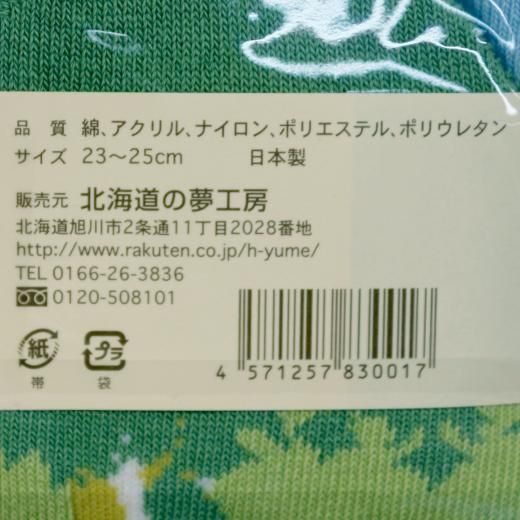 品 質 綿、アクリル、ナイロン、ポリエステル、ポリウレタン
サイズ 23～25cm 日本製
販売元 北海道の夢工房
北海道旭川市2条通11丁目2028番地
http://www.rakuten.co.jp/h-yume/
TEL 0166-26-3836
0120-508101
紙 プラ
帯 袋
4 571257 830017